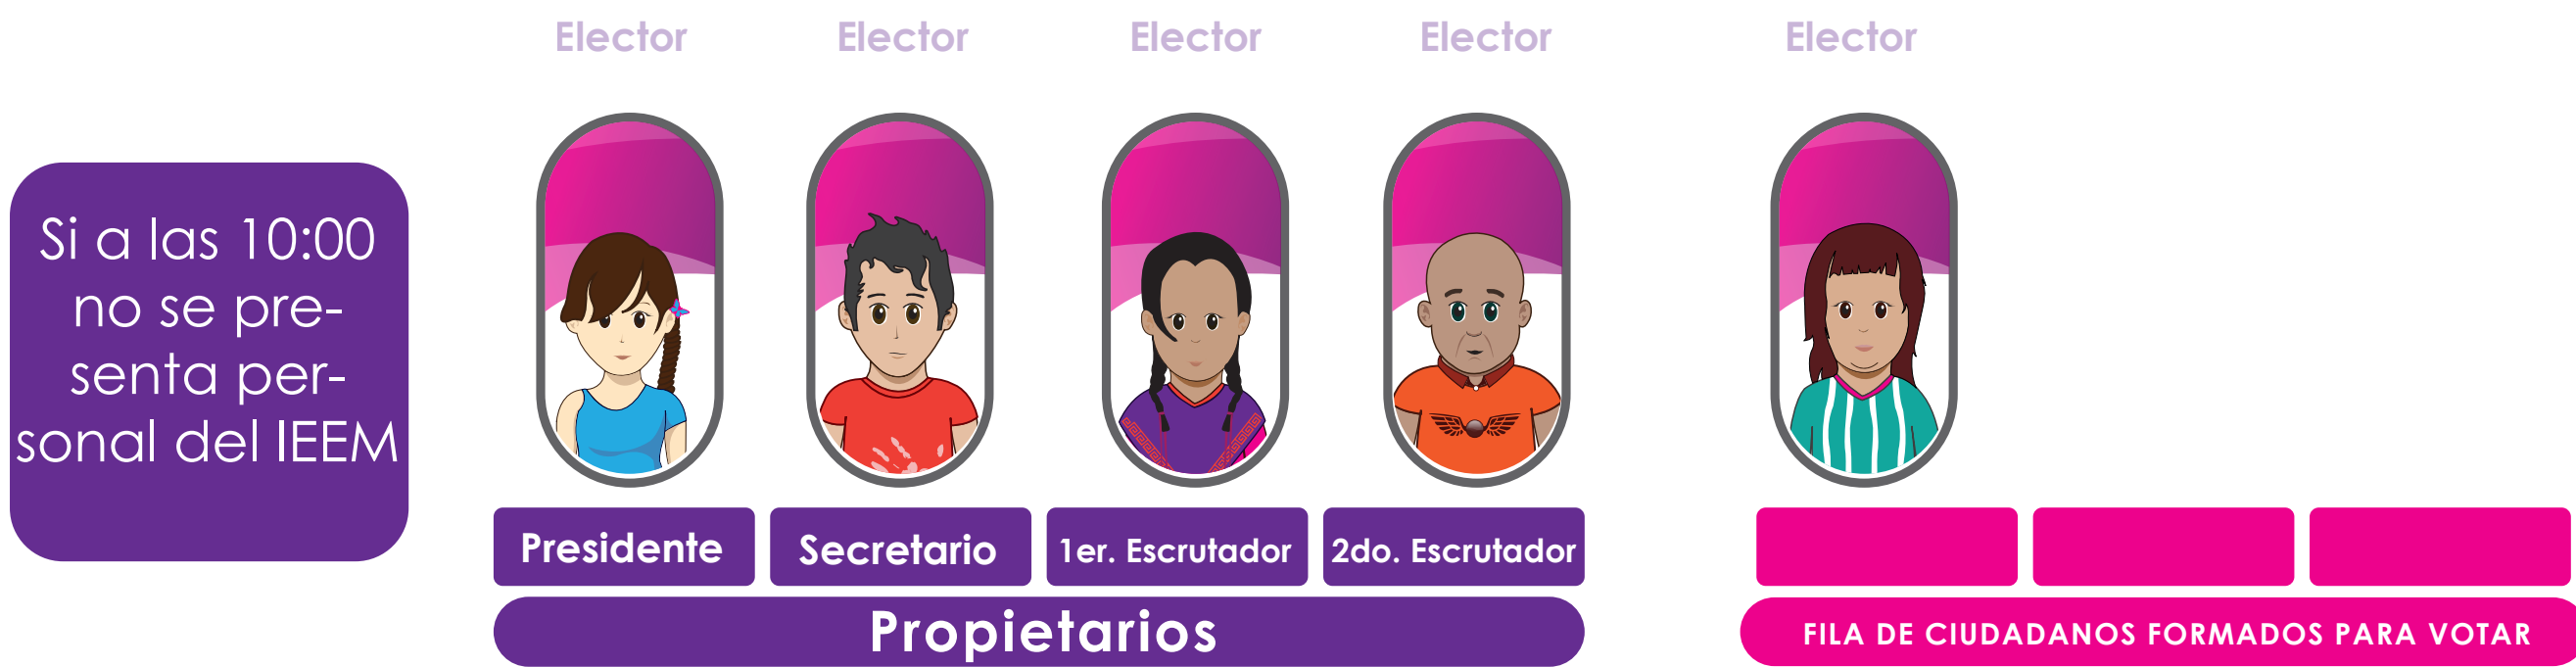 Elector Elector Elector Elector Elector
Si a las 10:00
no se pre-
senta per-
sonal del IEEM
Presidente Secretario 1er. Escrutador 2do. Escrutador
Propietarios
FILA DE CIUDADANOS FORMADOS PARA VOTAR